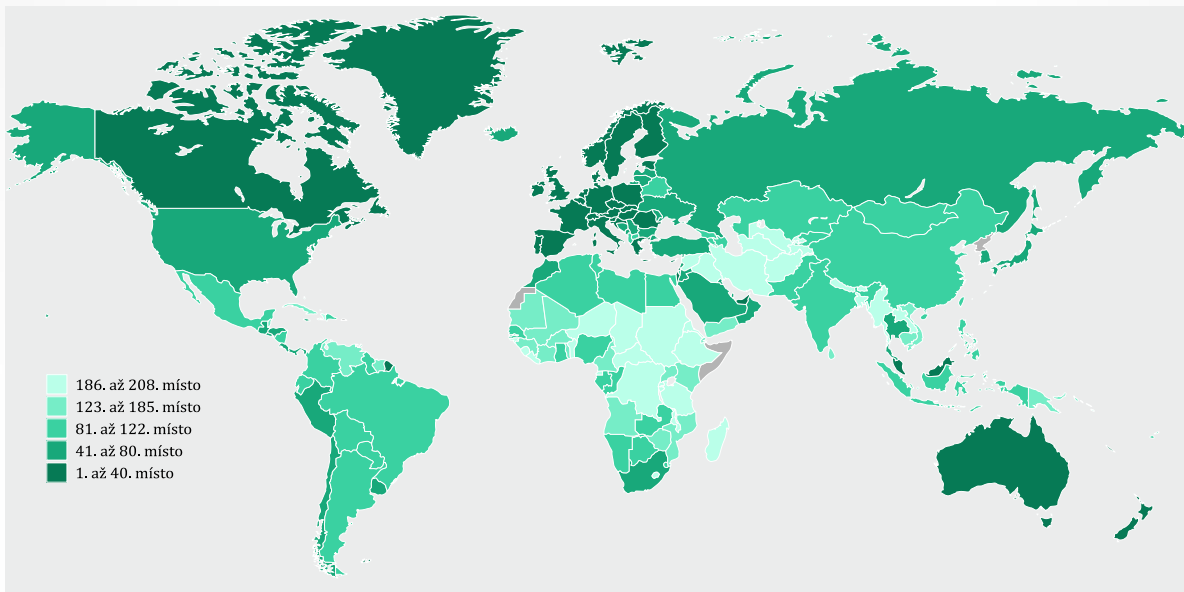 186. až 208. místo
123. až 185. místo
81. až 122. místo
41. až 80. místo
1. až 40. místo